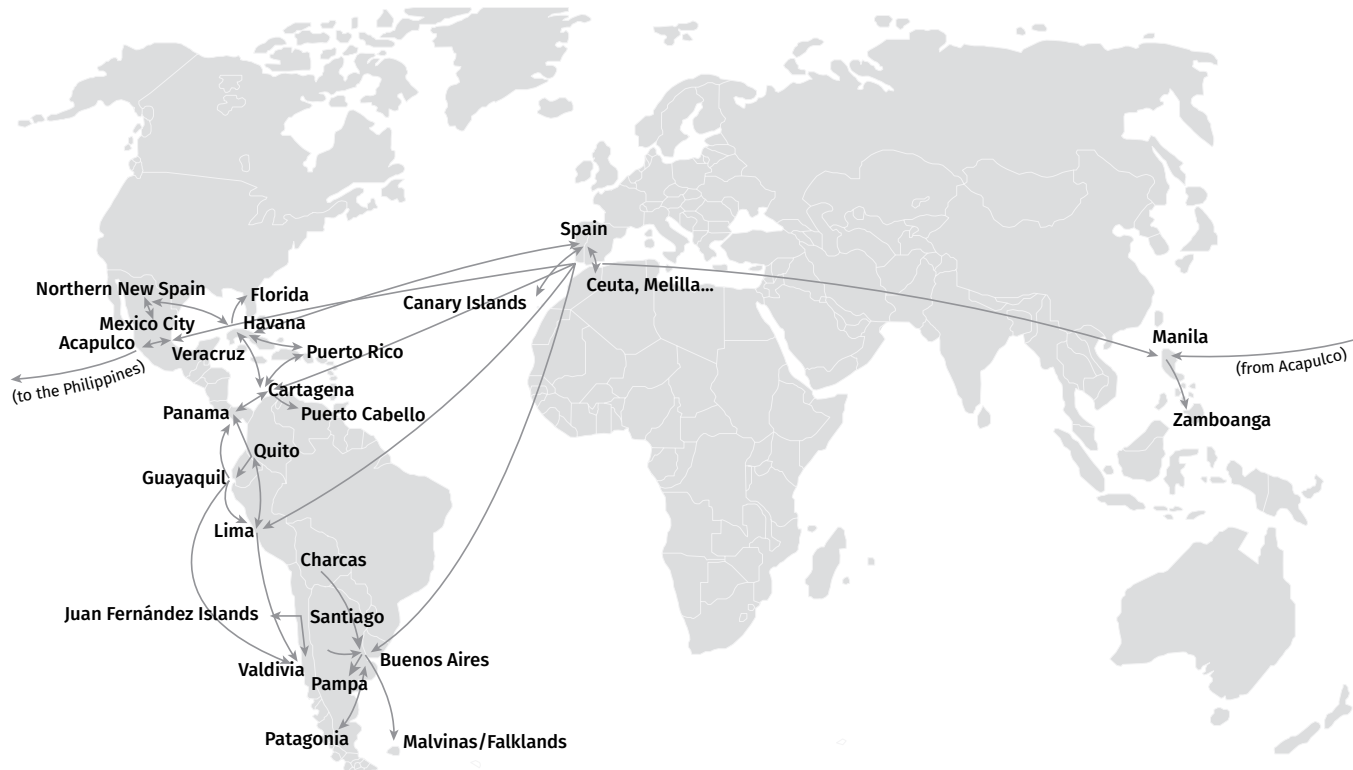 Spain
Ceuta, Melilla...
Northern New Spain
Florida
Canary Islands
Mexico City
Havana
Acapulco
Veracruz
Puerto Rico
Manila
(to the Philippines)
(from Acapulco)
Cartagena
Panama
Puerto Cabello
Zamboanga
Quito
Guayaquil
Lima
Charcas
Juan Fernández Islands
Santiago
Buenos Aires
Valdivia
Pampa
Patagonia
Malvinas/Falklands